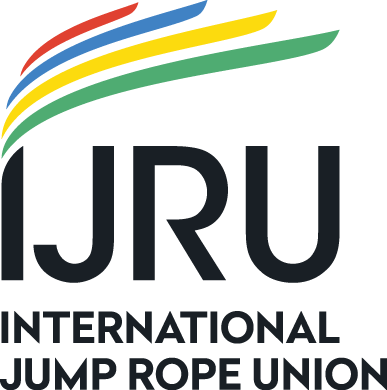 IJRU
INTERNATIONAL
JUMP ROPE UNION